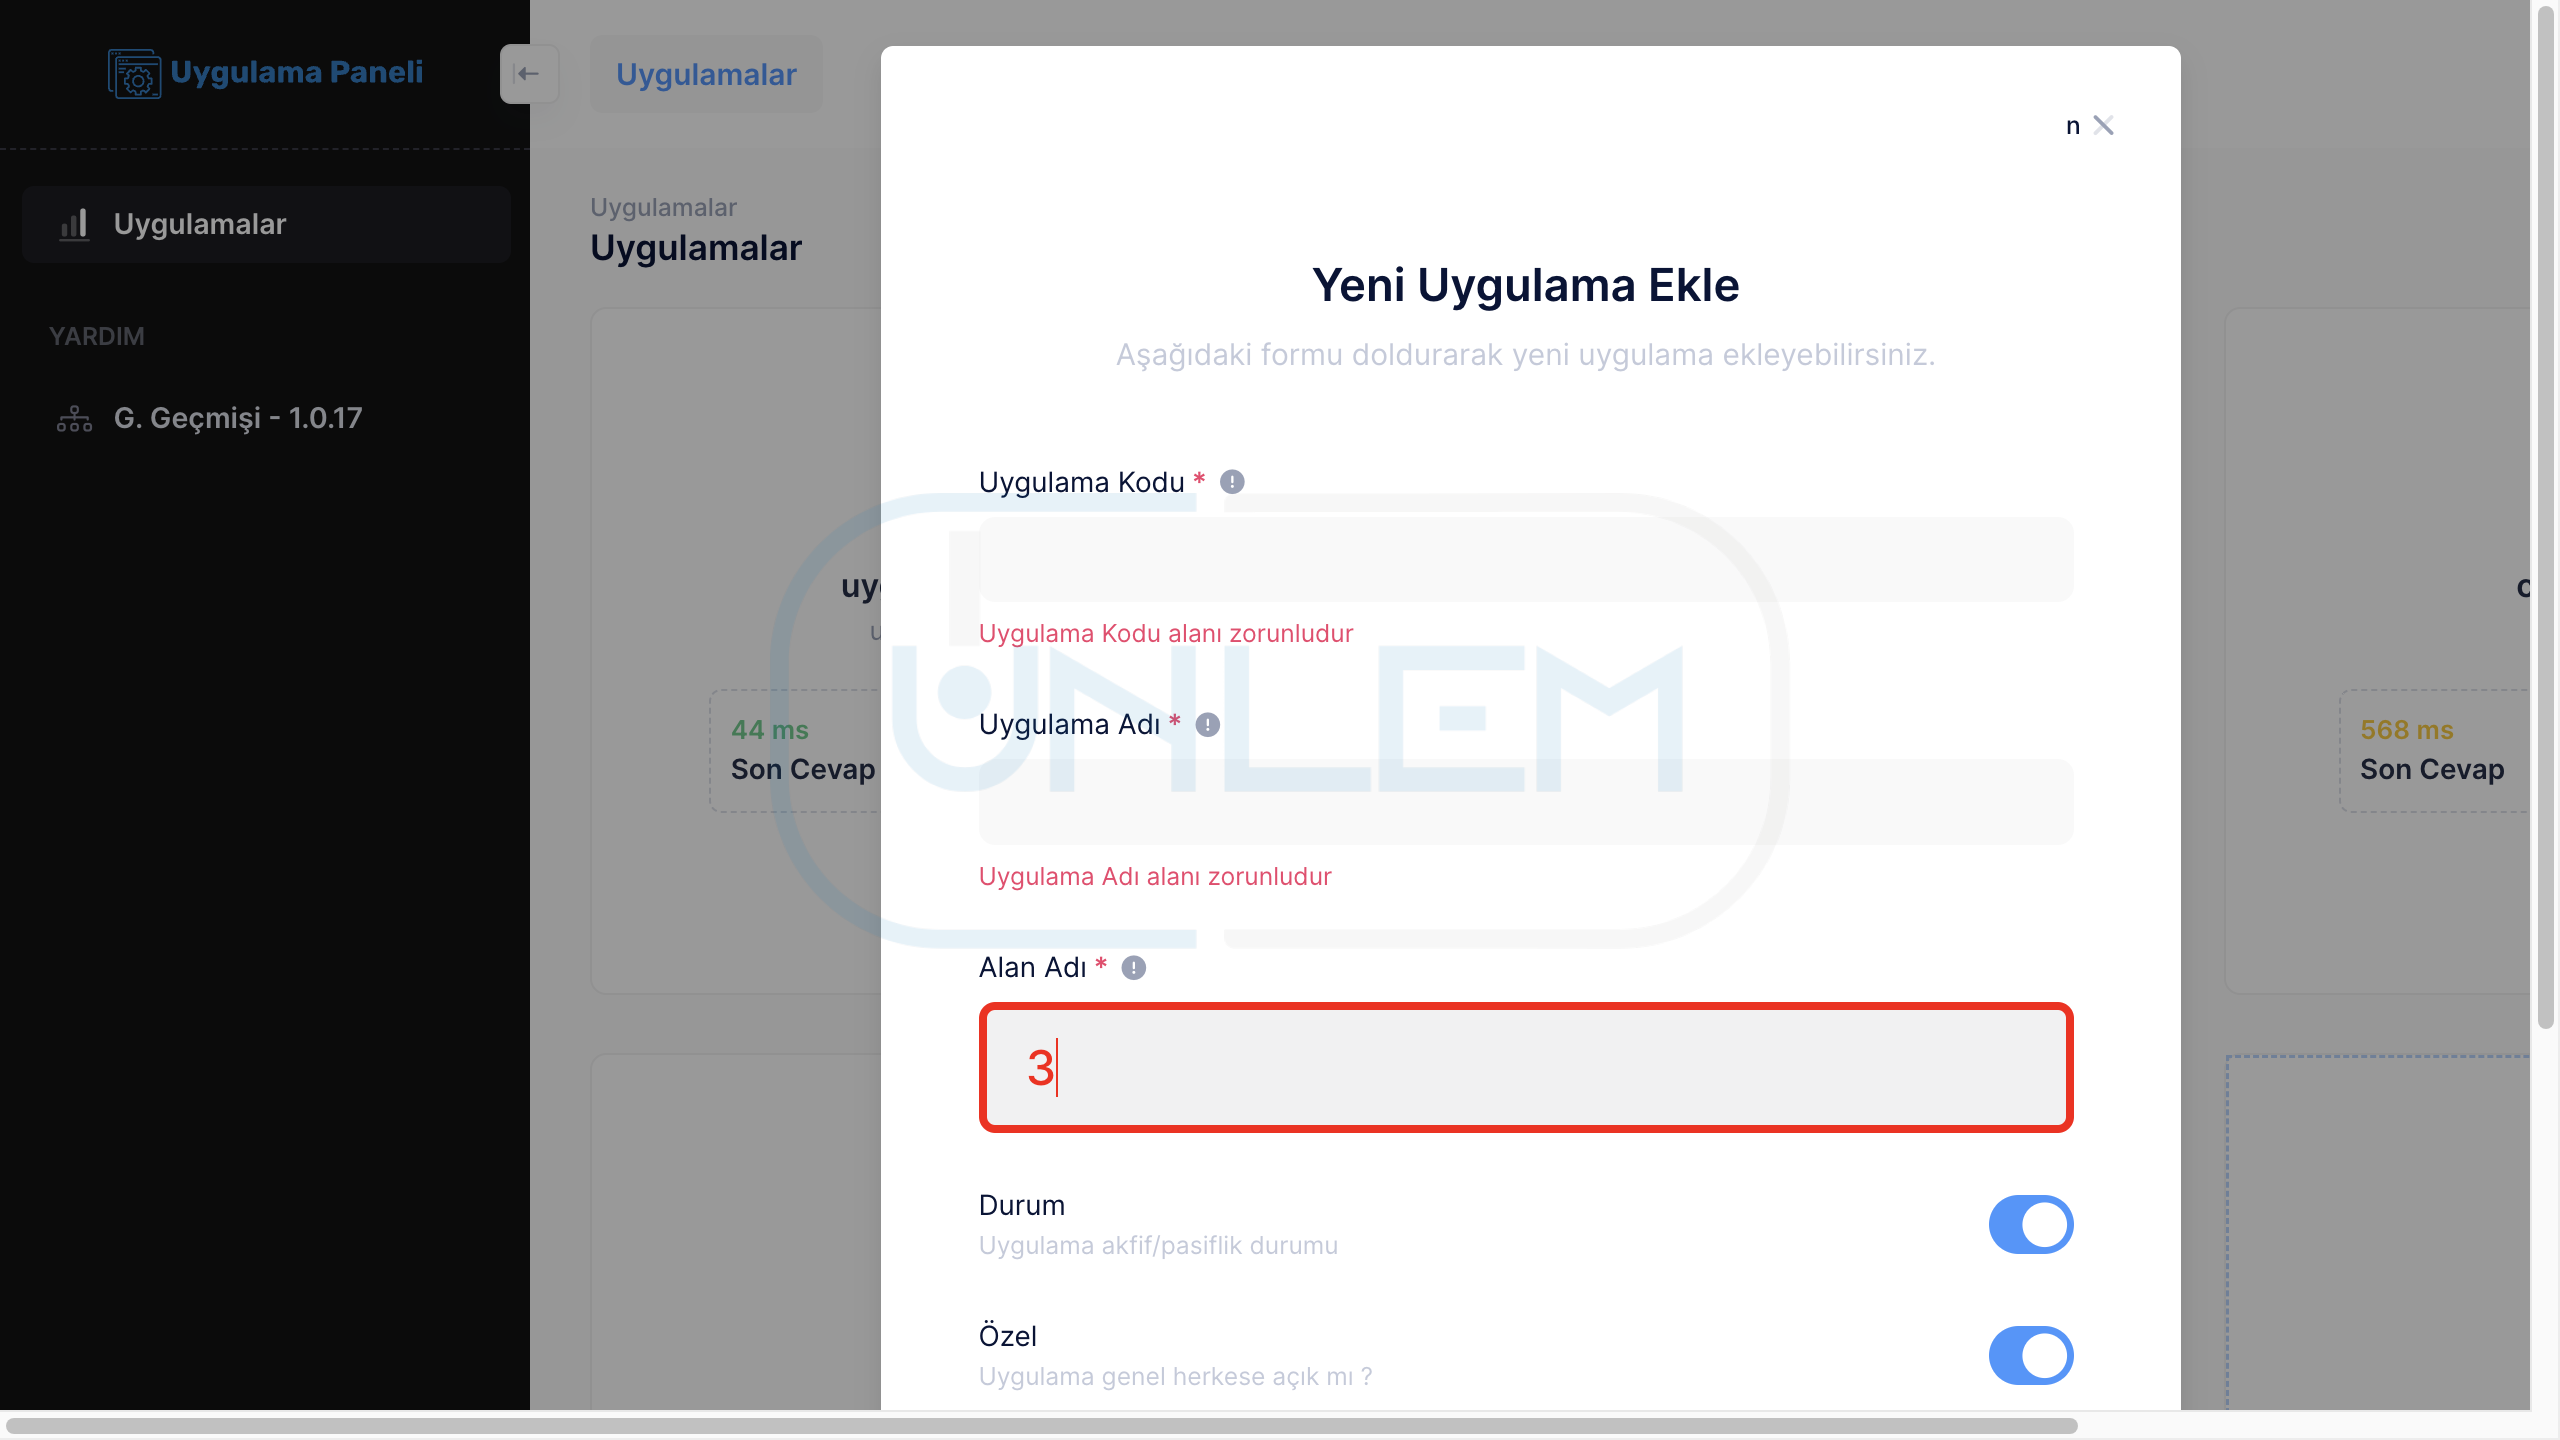 Uygulama Paneli
Uygulamalar
YARDIM
G. Geçmişi - 1.0.17
Uygulamalar
Uygulamalar
Uygulamalar
44 ms
Son Cevap
568 ms
Son Cevap
n
Yeni Uygulama Ekle
Aşağıdaki formu doldurarak yeni uygulama ekleyebilirsiniz.
Uygulama Kodu *
Uygulama Kodu alanı zorunludur
Uygulama Adı *
Uygulama Adı alanı zorunludur
Alan Adı *
3
Durum
Uygulama akfif/pasiflik durumu
Özel
Uygulama genel herkese açık mı ?
UNLEM